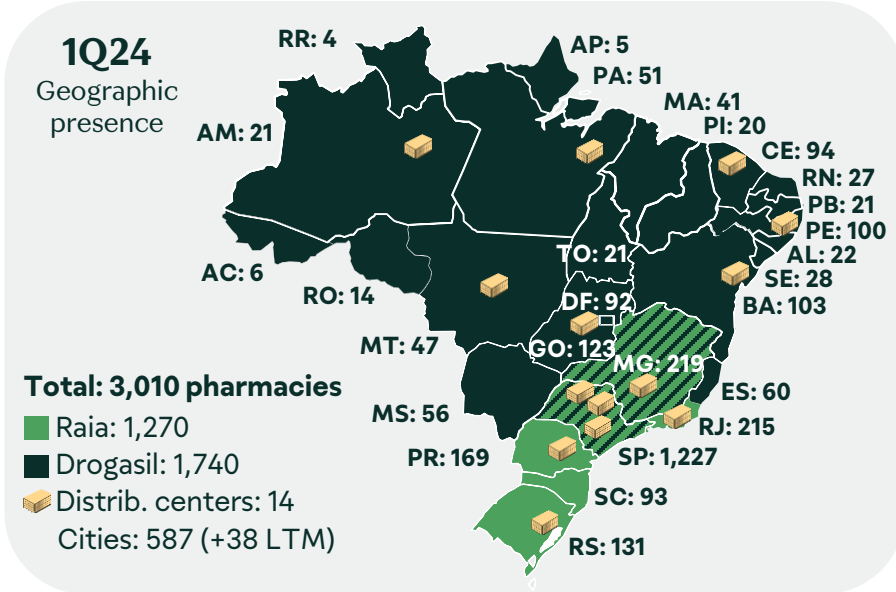 1Q24
Geographic
presence
RR: 4
AP: 5
PA: 51
MA: 41
PI: 20
CE: 94
RN: 27
PB: 21
PE: 100
AL: 22
SE: 28
BA: 103
AM: 21
AC: 6
RO: 14
TO: 21
DF: 92
MT: 47
GO: 123
MG: 219
ES: 60
MS: 56
RJ: 215
PR: 169
SP: 1,227
SC: 93
RS: 131
Total: 3,010 pharmacies
Raia: 1,270
Drogasil: 1,740
Distrib. centers: 14
Cities: 587 (+38 LTM)